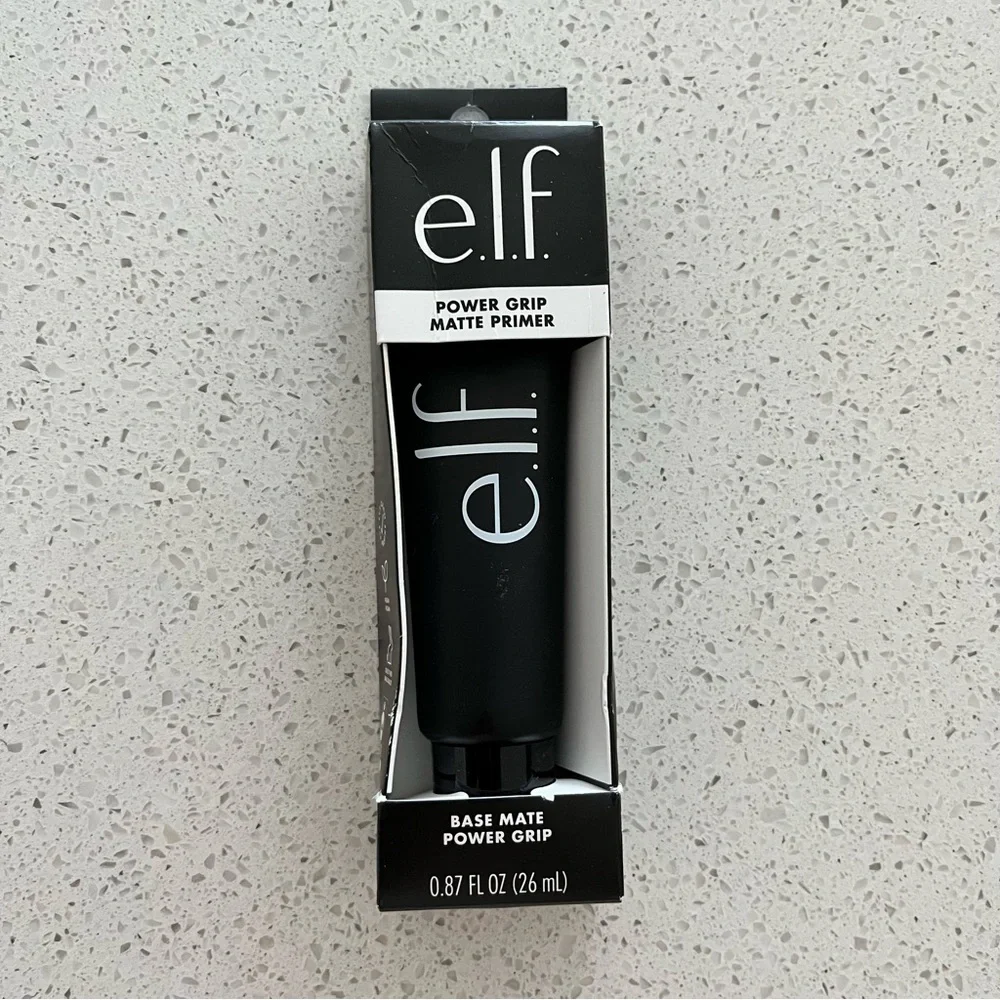 e.l.f.
POWER GRIP
MATTE PRIMER
e.l.f.
BASE MATE
POWER GRIP
0.87 FL OZ (26 mL)